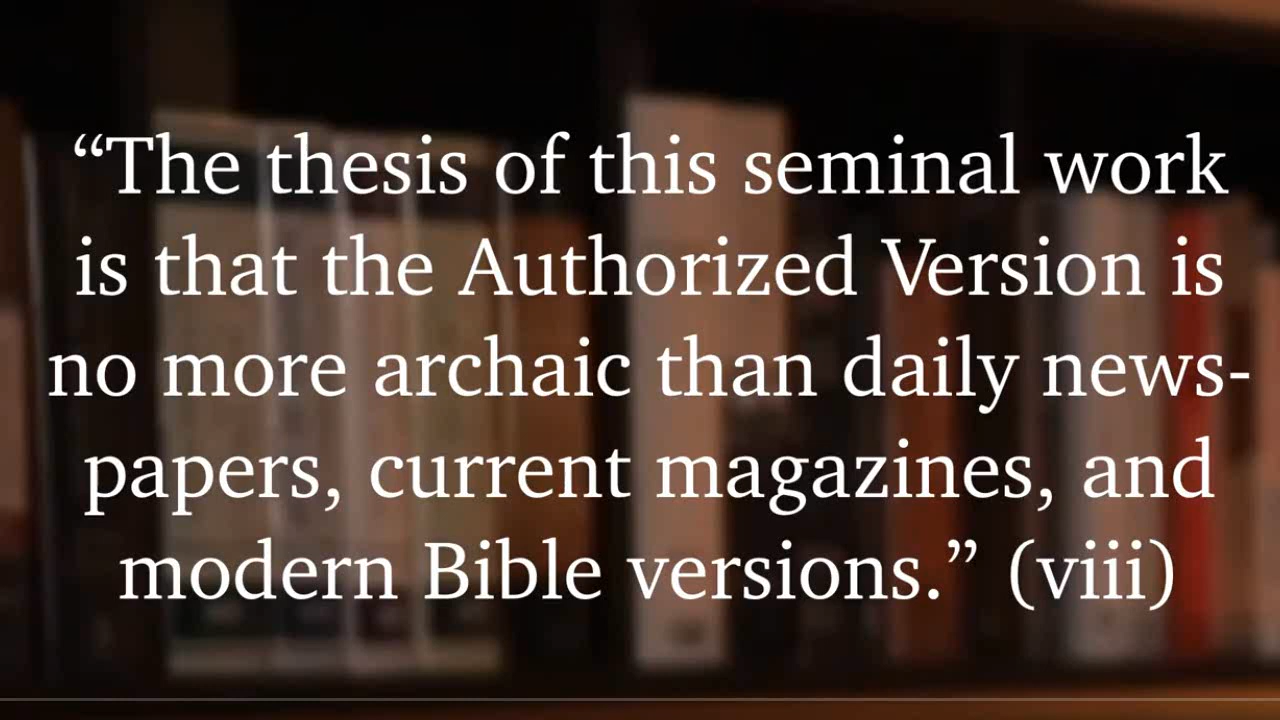 “The thesis of this seminal work
is that the Authorized Version is
no more archaic than daily news-
papers, current magazines, and
modern Bible versions.” (viii)